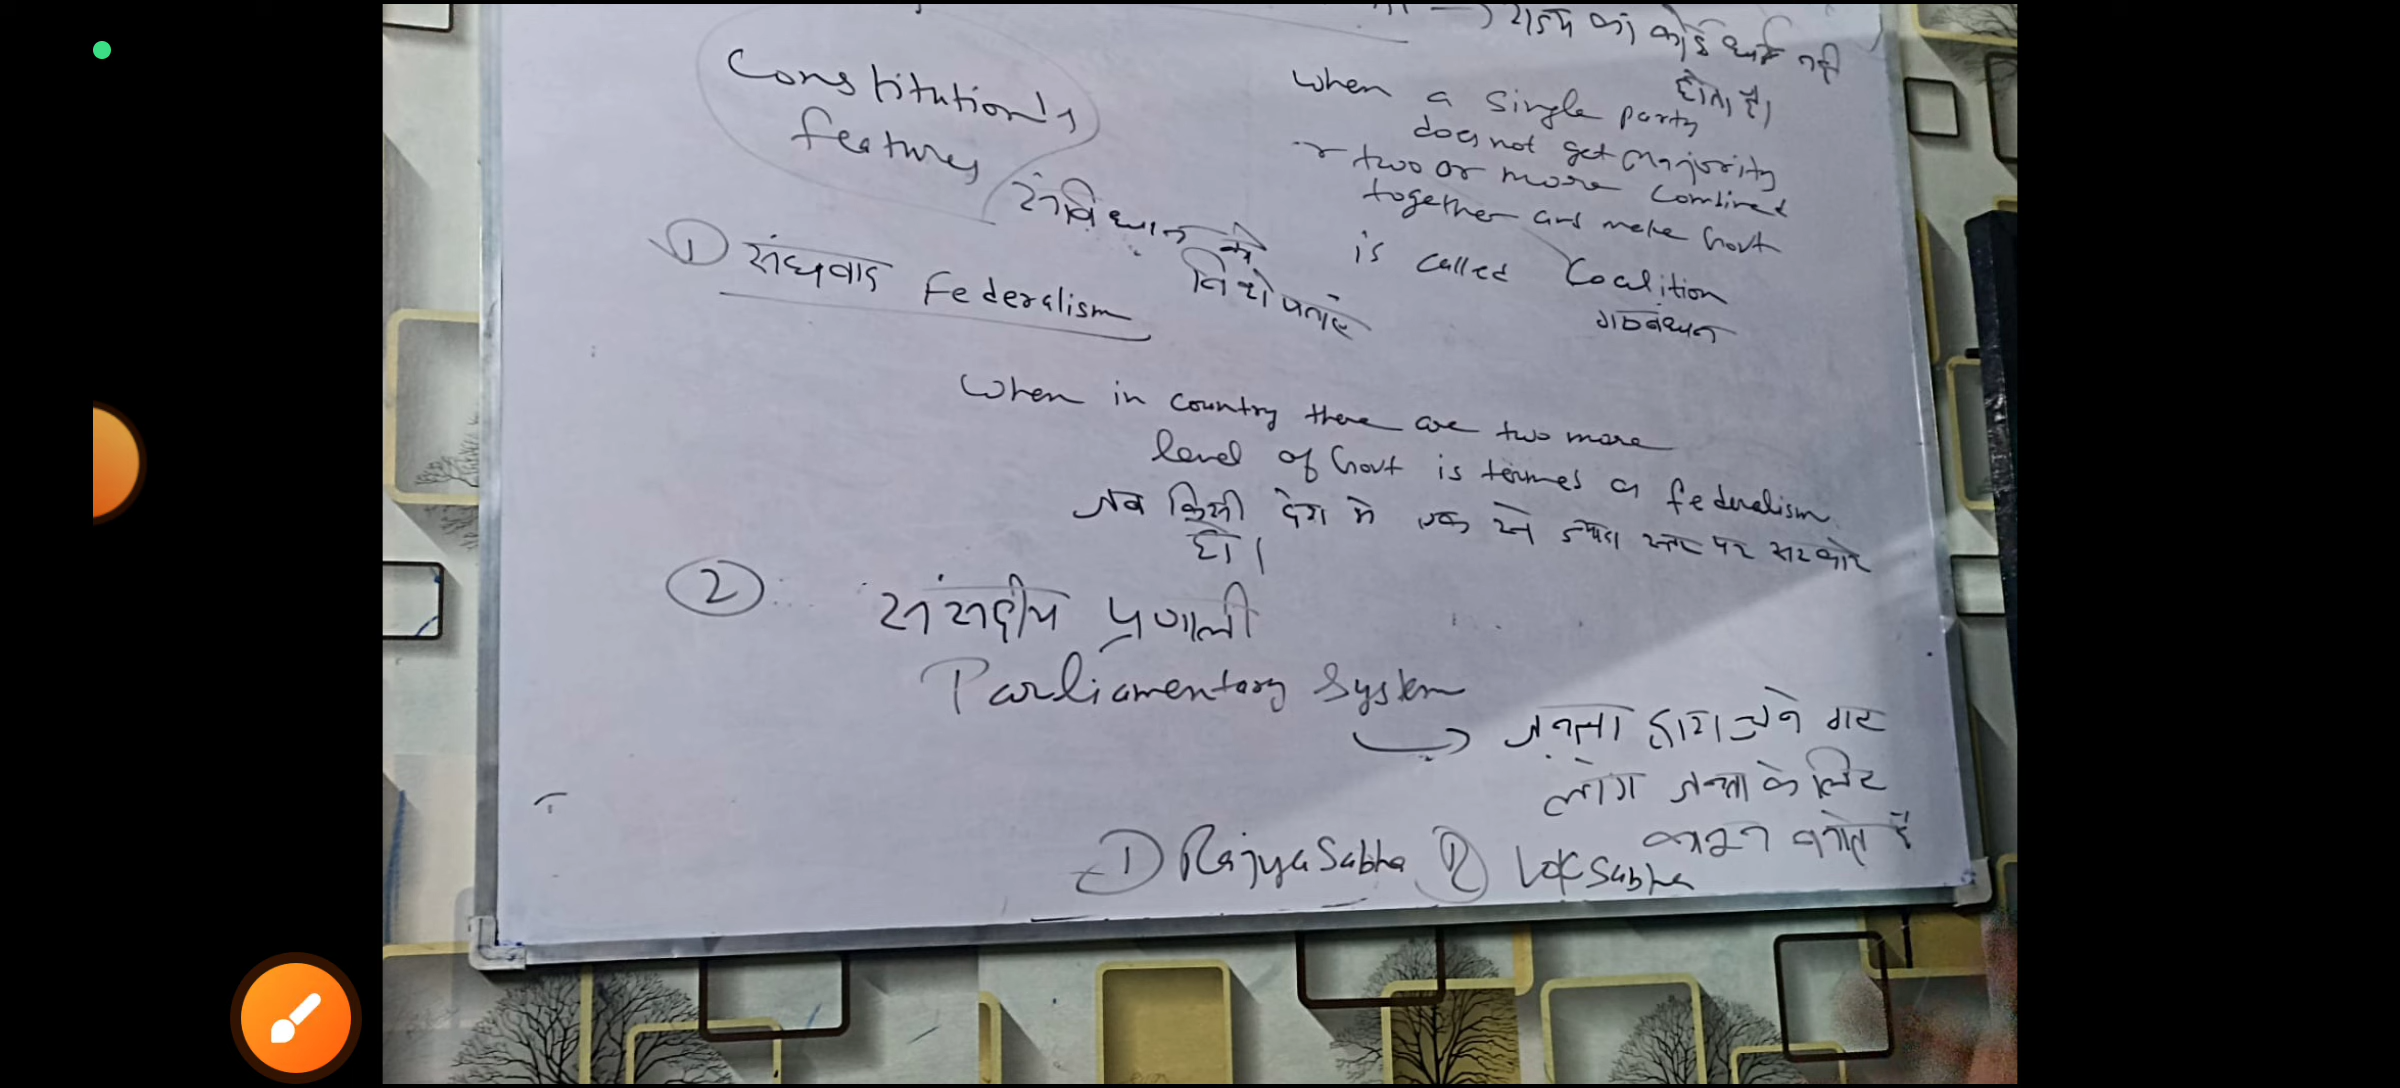 राज्य का कोई धर्म नही
होता है।
Constitution's
features
संविधान की
विशेषताएं
when a single party
does not get majority
two or more combined
together and make Govt
is called Coalition
गठबंधन
① संघवाद Federalism
when in country there are two more
level of Govt is termed as federalism.
जब किसी देश मे एक से ज्यादा स्तर पर सरकारे
हो।
② संसदीय प्रणाली
Parliamentary System
→ जनता द्वारा चुने गए
लोग जनता के लिए
कानून बनाते हैं
① Rajya Sabha ② Lok Sabha